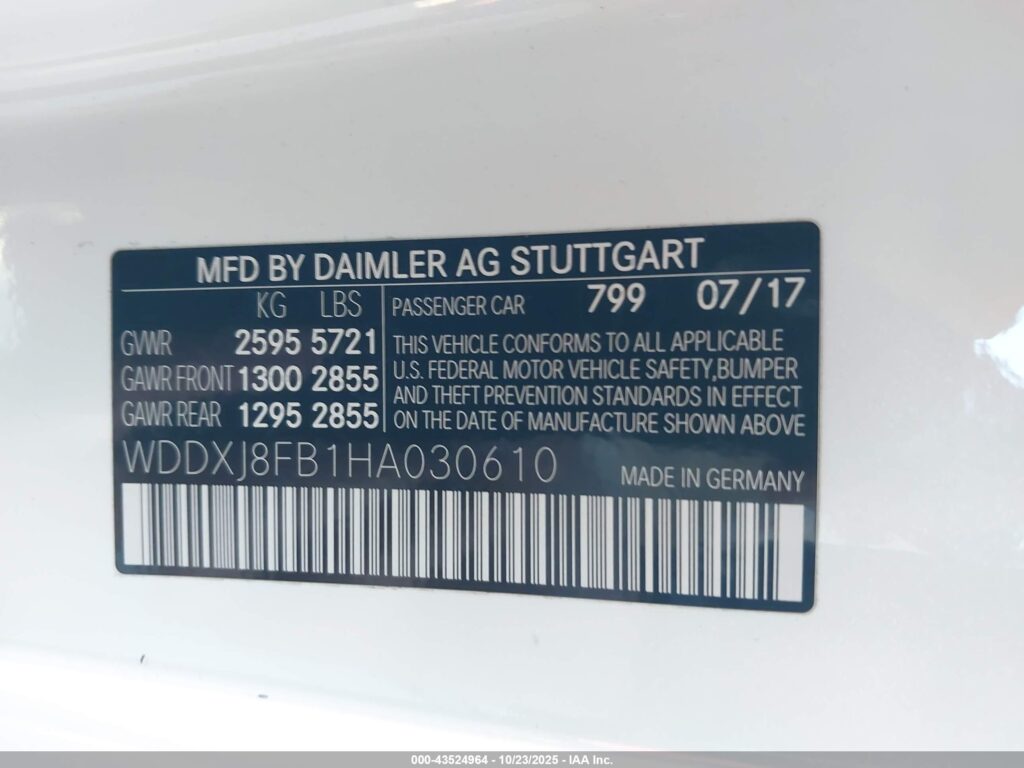 MFD BY DAIMLER AG STUTTGART
KG LBS
GVWR 2595 5721
GAWR FRONT 1300 2855
GAWR REAR 1295 2855
PASSENGER CAR 799 07/17
THIS VEHICLE CONFORMS TO ALL APPLICABLE
U.S. FEDERAL MOTOR VEHICLE SAFETY, BUMPER
AND THEFT PREVENTION STANDARDS IN EFFECT
ON THE DATE OF MANUFACTURE SHOWN ABOVE
WDDXJ8FB1HA030610
MADE IN GERMANY
000-43524964 - 10/23/2025 - IAA Inc.